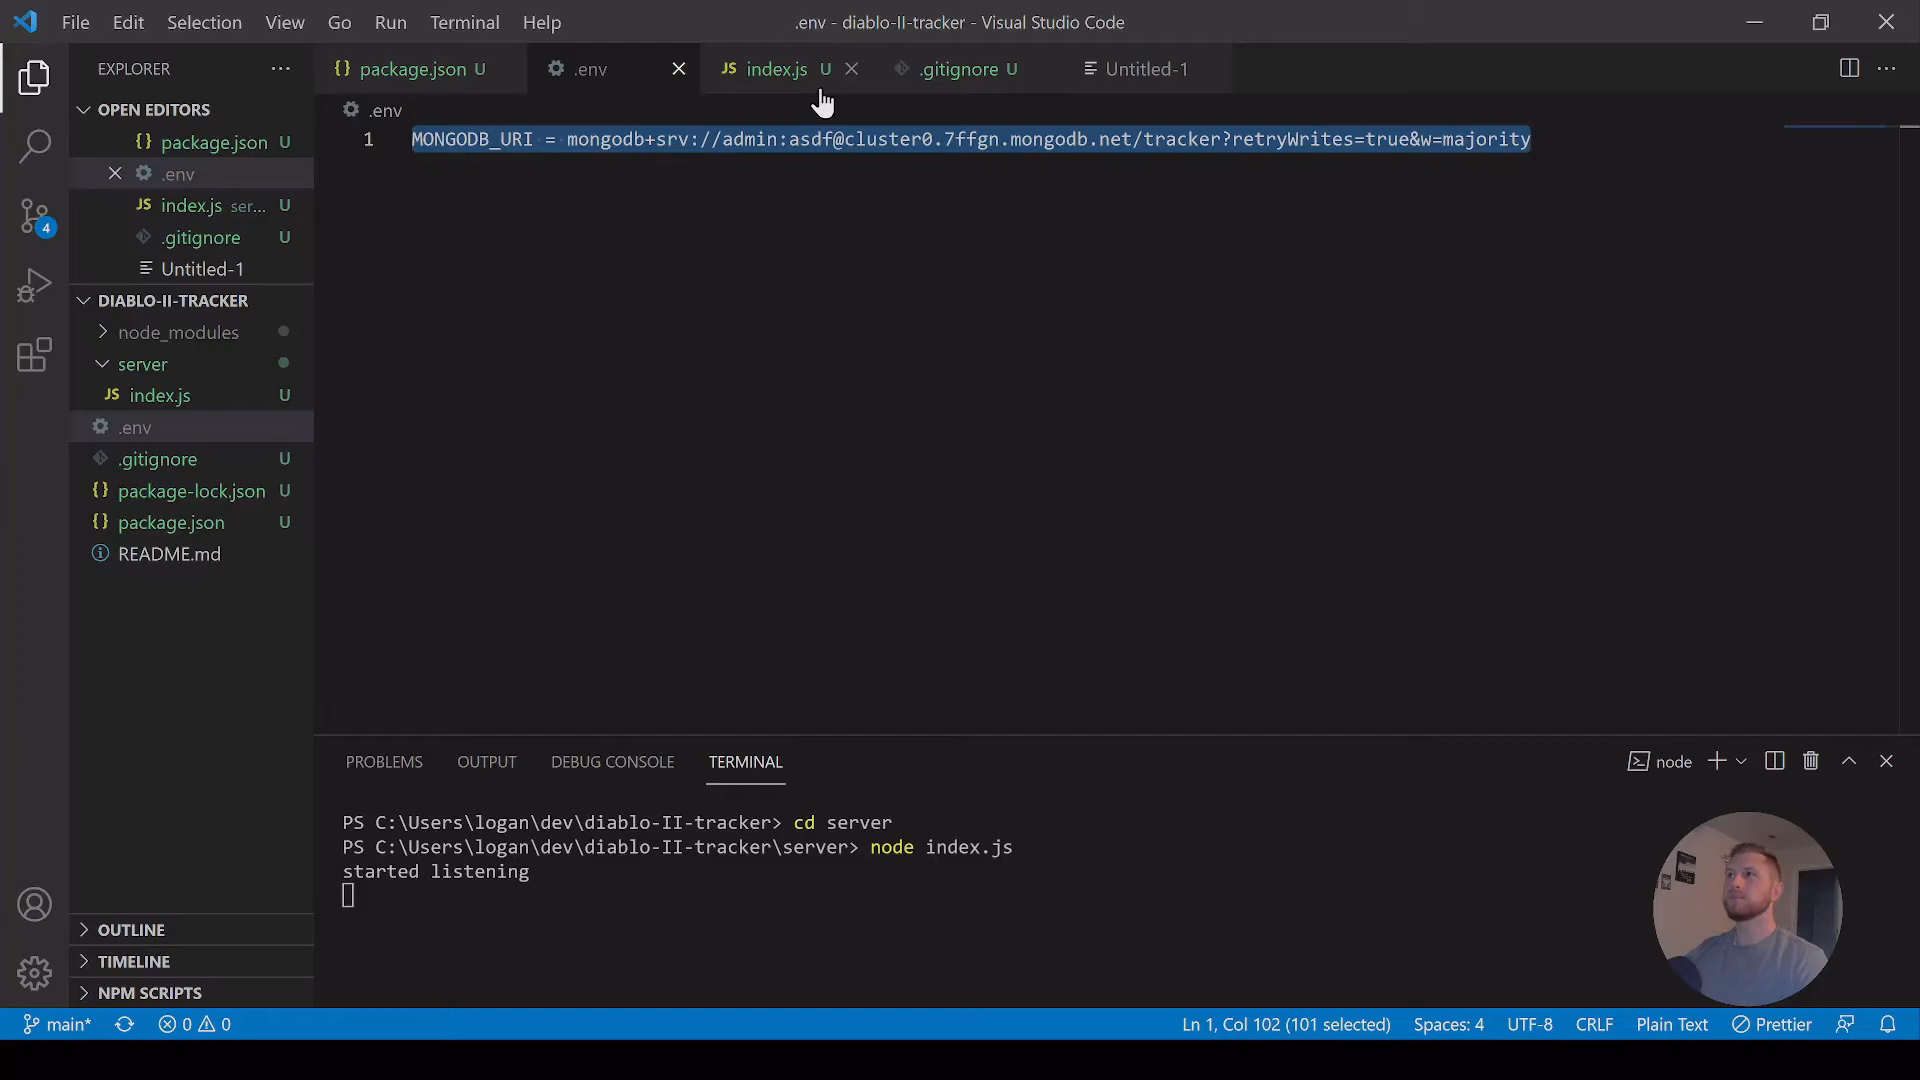 File Edit Selection View Go Run Terminal Help
.env - diablo-II-tracker - Visual Studio Code
EXPLORER
{} package.json U
.env
JS index.js U
.gitignore U
Untitled-1
OPEN EDITORS
{} package.json U
.env
JS index.js ser... U
.gitignore U
Untitled-1
DIABLO-II-TRACKER
node_modules
server
JS index.js U
.env
.gitignore U
{} package-lock.json U
{} package.json U
README.md
OUTLINE
TIMELINE
NPM SCRIPTS
4
.env
1 MONGODB_URI = mongodb+srv://admin:asdf@cluster0.7ffgn.mongodb.net/tracker?retryWrites=true&w=majority
PROBLEMS OUTPUT DEBUG CONSOLE TERMINAL
node
PS C:\Users\logan\dev\diablo-II-tracker> cd server
PS C:\Users\logan\dev\diablo-II-tracker\server> node index.js
started listening
main* 0 0
Ln 1, Col 102 (101 selected) Spaces: 4 UTF-8 CRLF Plain Text Prettier